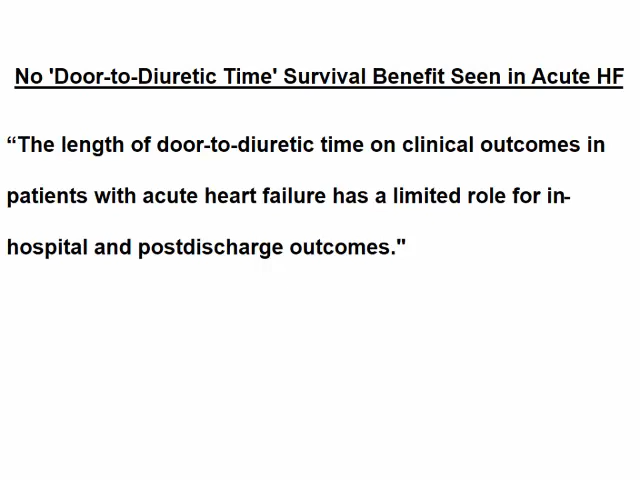 No 'Door-to-Diuretic Time' Survival Benefit Seen in Acute HF
“The length of door-to-diuretic time on clinical outcomes in
patients with acute heart failure has a limited role for in-
hospital and postdischarge outcomes."